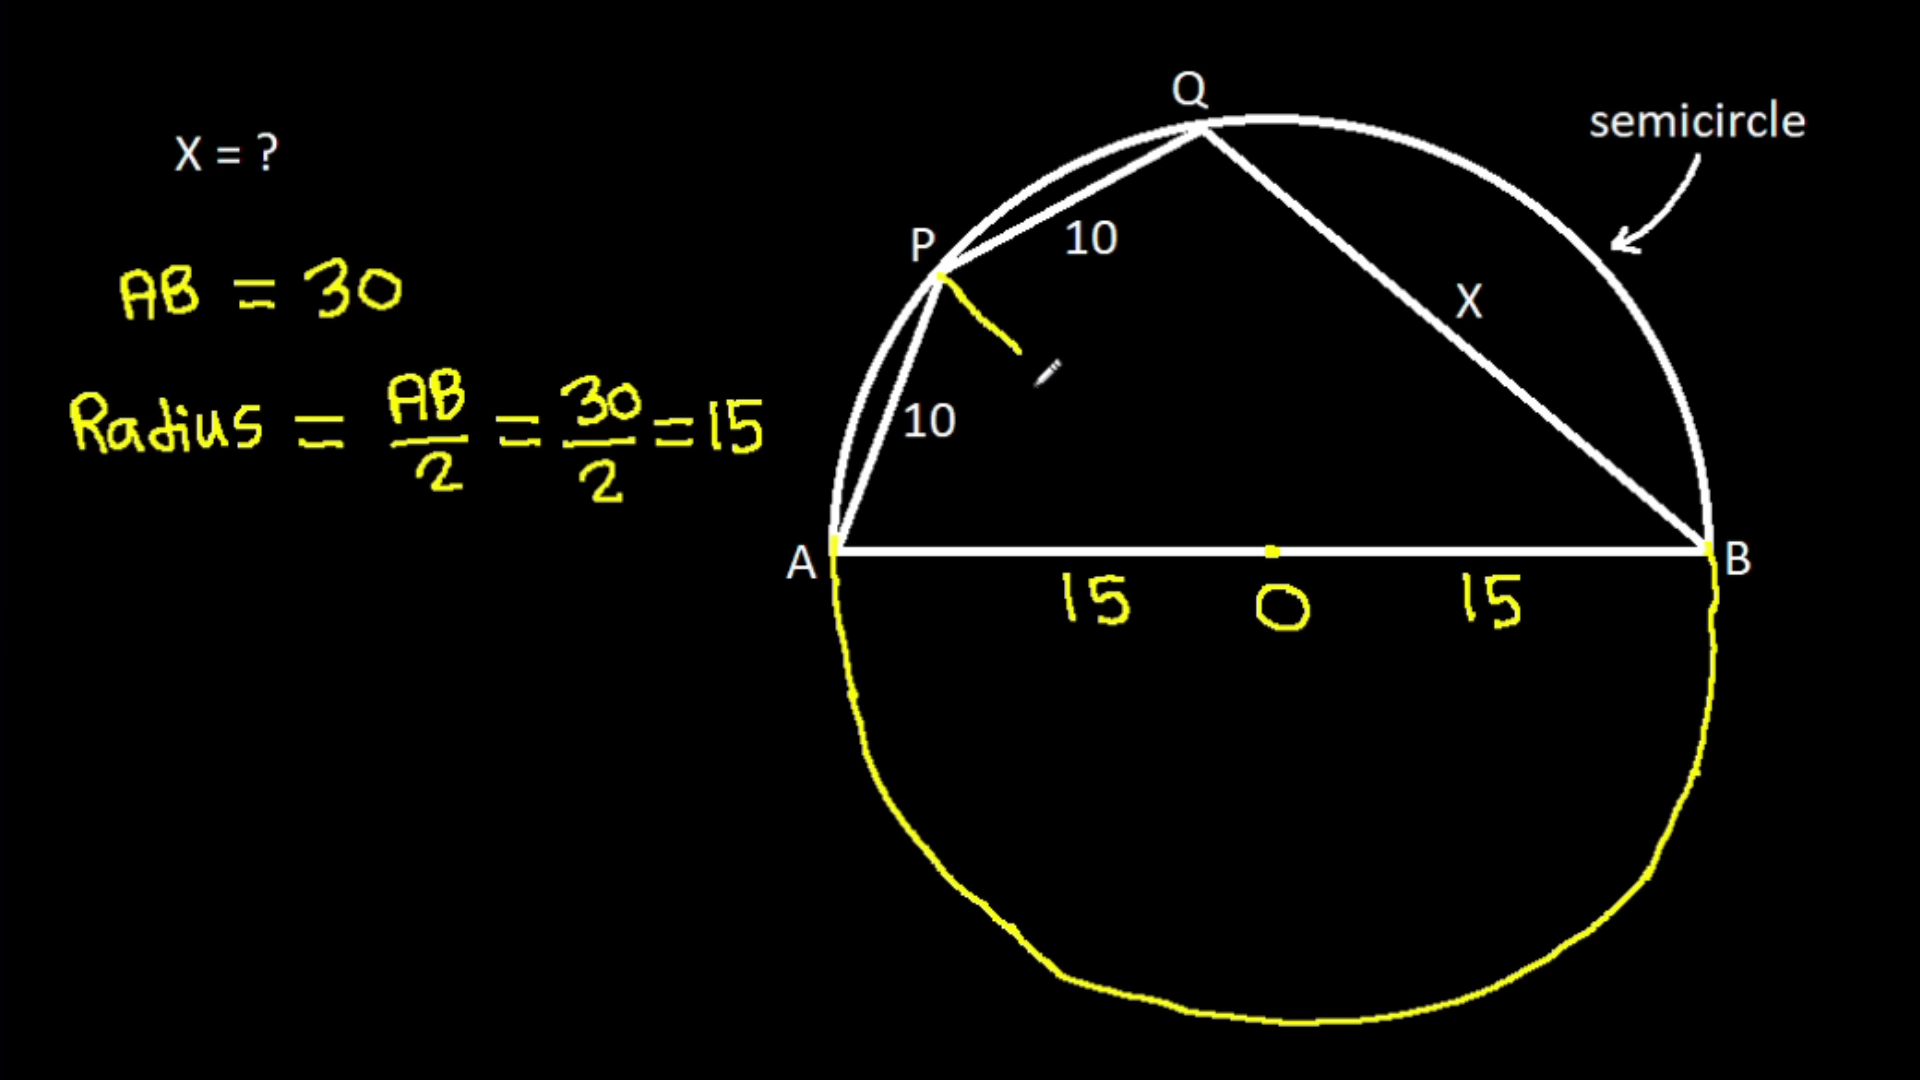 X = ?
AB = 30
Radius = AB/2 = 30/2 = 15
Q
semicircle
P
10
X
10
A
B
15
O
15